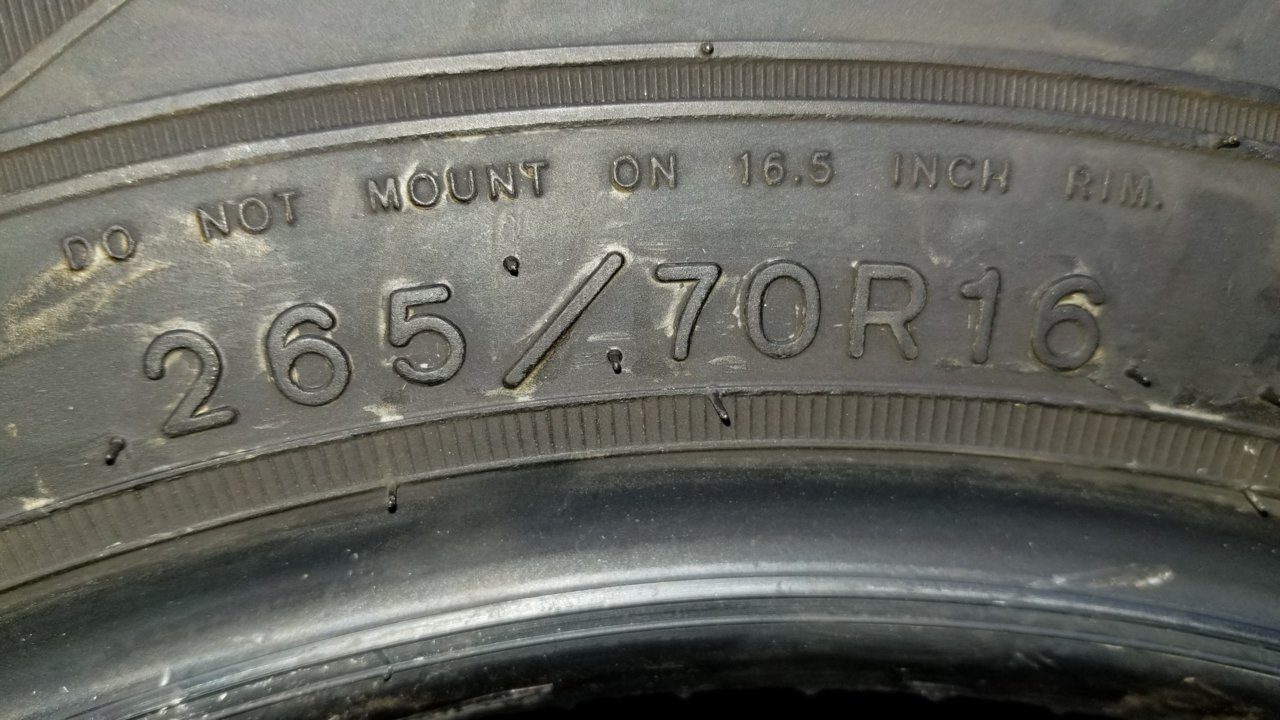 DO NOT MOUNT ON 16.5 INCH RIM.
265/70R16